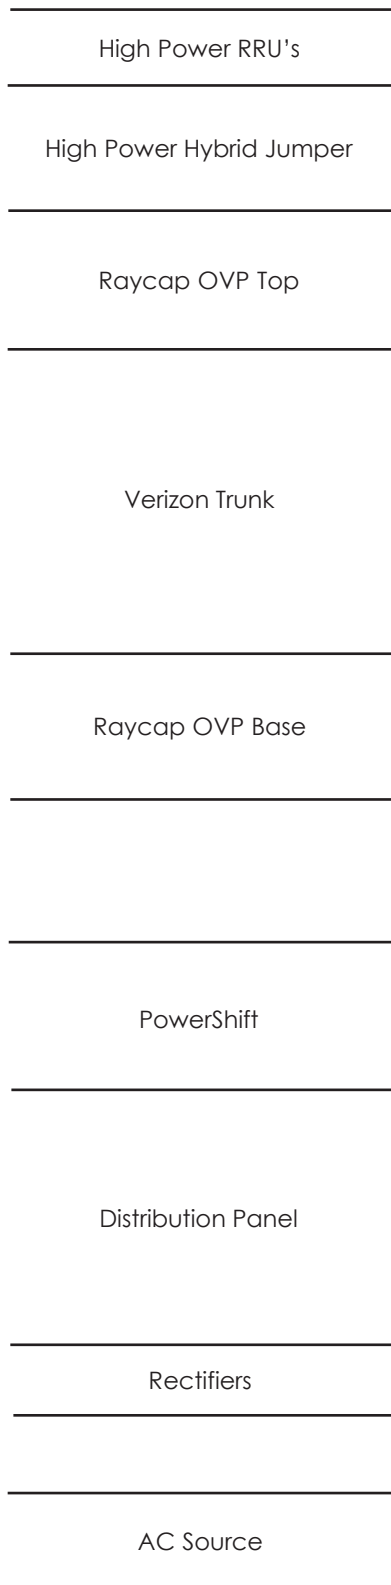 High Power RRU’s
High Power Hybrid Jumper
Raycap OVP Top
Verizon Trunk
Raycap OVP Base
PowerShift
Distribution Panel
Rectifiers
AC Source